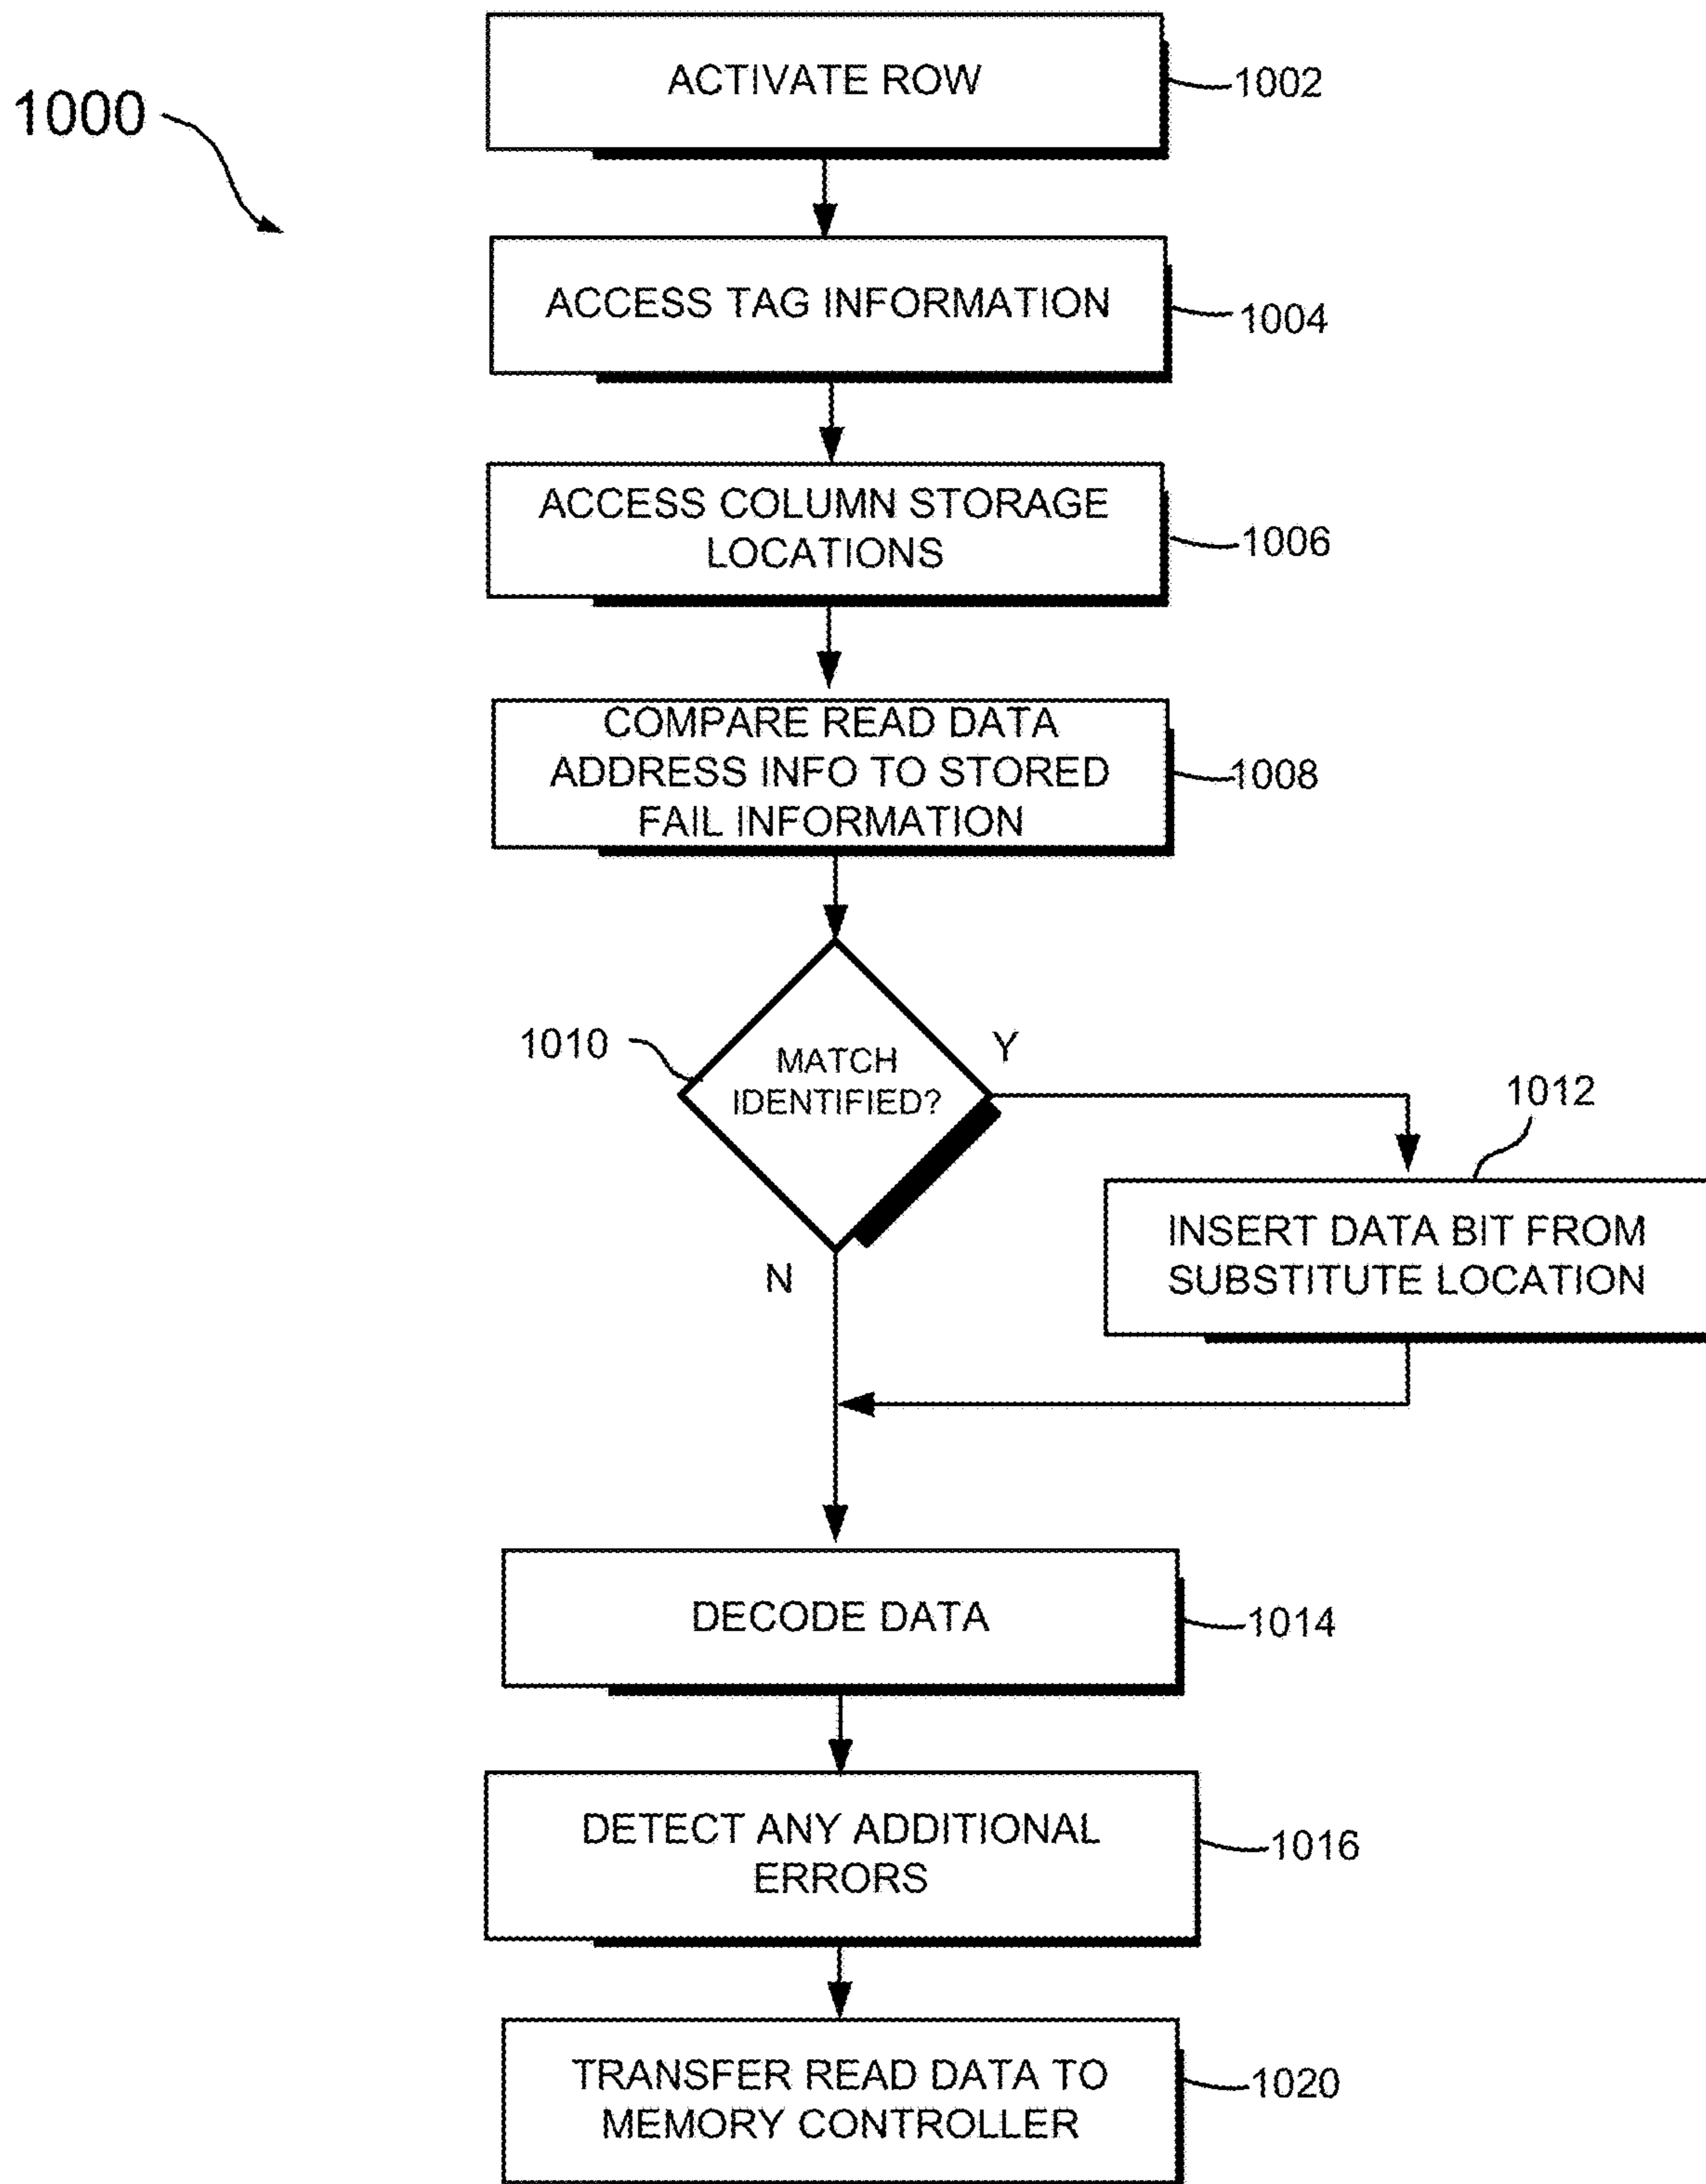 1000
ACTIVATE ROW
1002
ACCESS TAG INFORMATION
1004
ACCESS COLUMN STORAGE
LOCATIONS
1006
COMPARE READ DATA
ADDRESS INFO TO STORED
FAIL INFORMATION
1008
1010
MATCH
IDENTIFIED?
Y
N
1012
INSERT DATA BIT FROM
SUBSTITUTE LOCATION
DECODE DATA
1014
DETECT ANY ADDITIONAL
ERRORS
1016
TRANSFER READ DATA TO
MEMORY CONTROLLER
1020